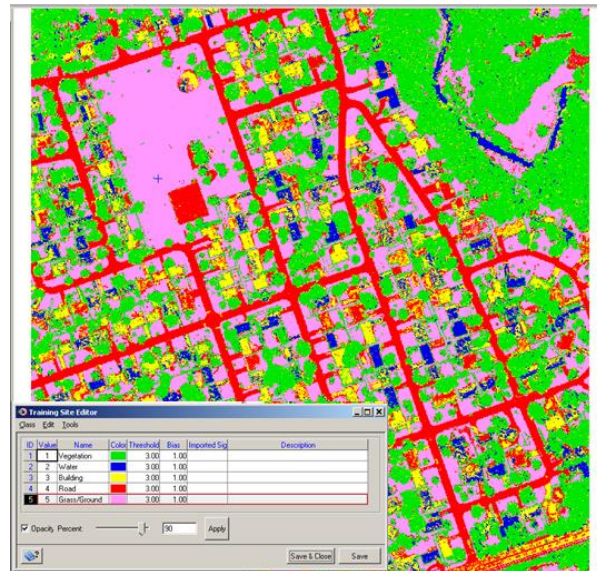 Training Site Editor
Class Edit Tools
ID Value Name Color Threshold Bias Imported Sig Description
1 1 Vegetation 3.00 1.00
2 2 Water 3.00 1.00
3 3 Building 3.00 1.00
4 4 Road 3.00 1.00
5 5 Grass/Ground 3.00 1.00
Opacity Percent: 90 Apply
Save & Close Save